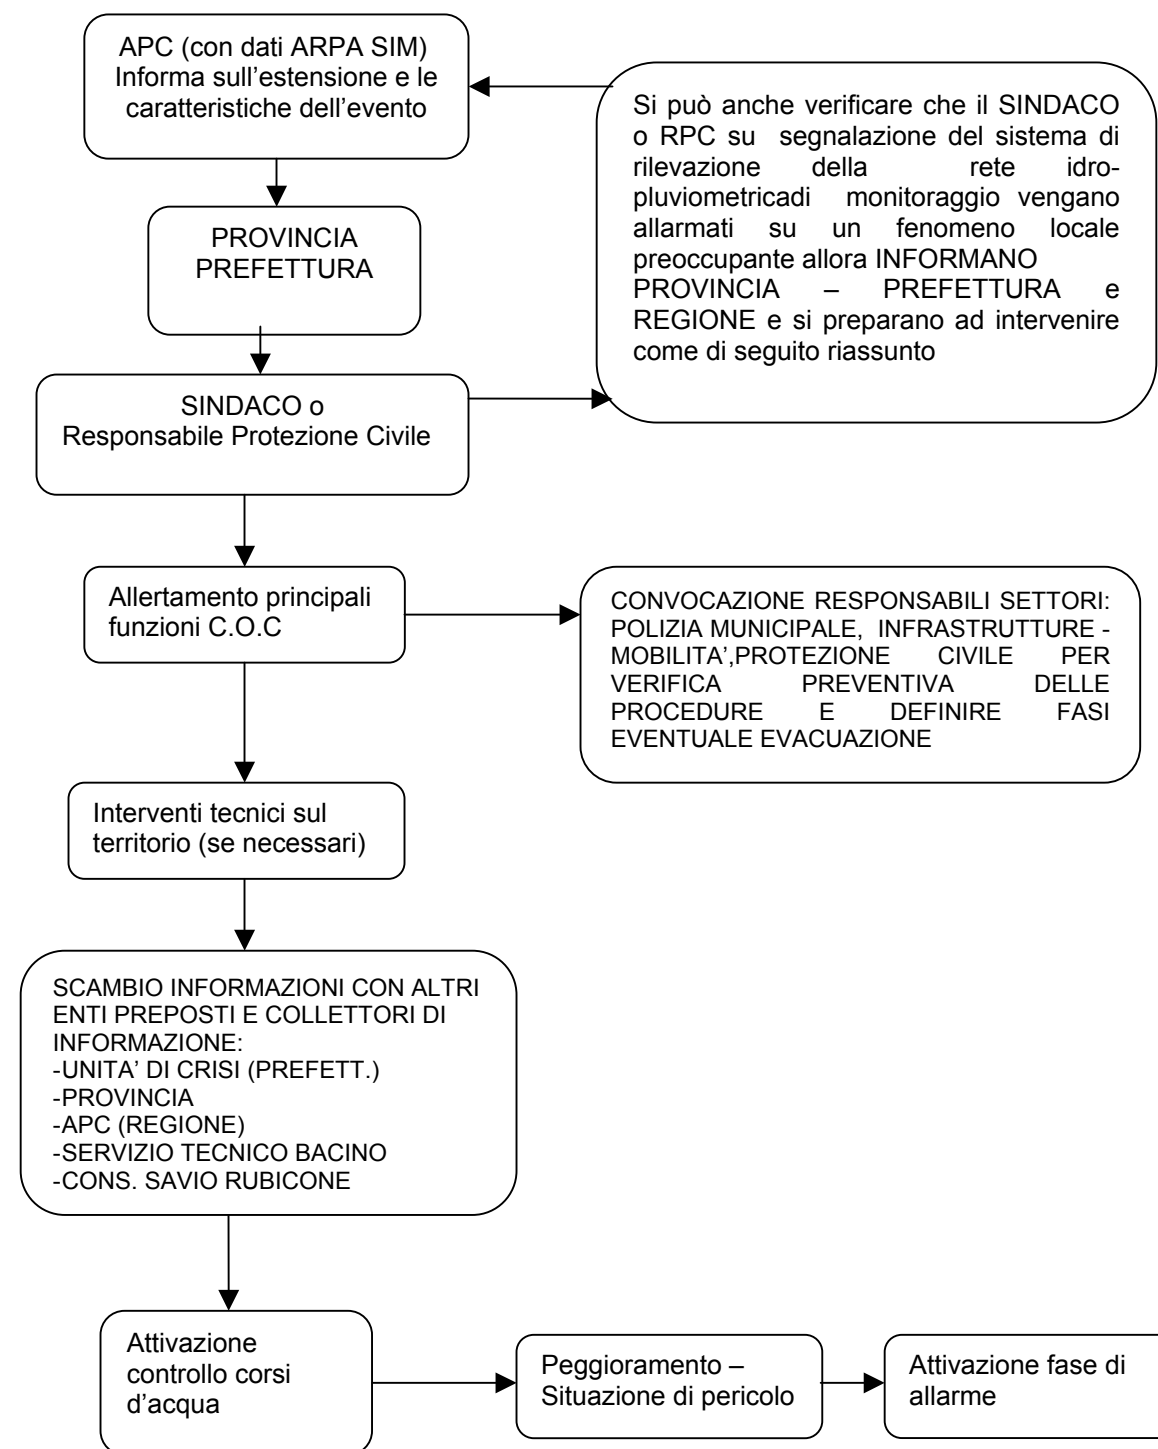 APC (con dati ARPA SIM)
Informa sull'estensione e le
caratteristiche dell'evento
Si può anche verificare che il SINDACO
o RPC su segnalazione del sistema di
rilevazione della rete idro-
pluviometricadi monitoraggio vengano
allarmati su un fenomeno locale
preoccupante allora INFORMANO
PROVINCIA – PREFETTURA e
REGIONE e si preparano ad intervenire
come di seguito riassunto
PROVINCIA
PREFETTURA
SINDACO o
Responsabile Protezione Civile
Allertamento principali
funzioni C.O.C
CONVOCAZIONE RESPONSABILI SETTORI:
POLIZIA MUNICIPALE, INFRASTRUTTURE -
MOBILITA',PROTEZIONE CIVILE PER
VERIFICA PREVENTIVA DELLE
PROCEDURE E DEFINIRE FASI
EVENTUALE EVACUAZIONE
Interventi tecnici sul
territorio (se necessari)
SCAMBIO INFORMAZIONI CON ALTRI
ENTI PREPOSTI E COLLETTORI DI
INFORMAZIONE:
-UNITA' DI CRISI (PREFETT.)
-PROVINCIA
-APC (REGIONE)
-SERVIZIO TECNICO BACINO
-CONS. SAVIO RUBICONE
Attivazione
controllo corsi
d'acqua
Peggioramento –
Situazione di pericolo
Attivazione fase di
allarme